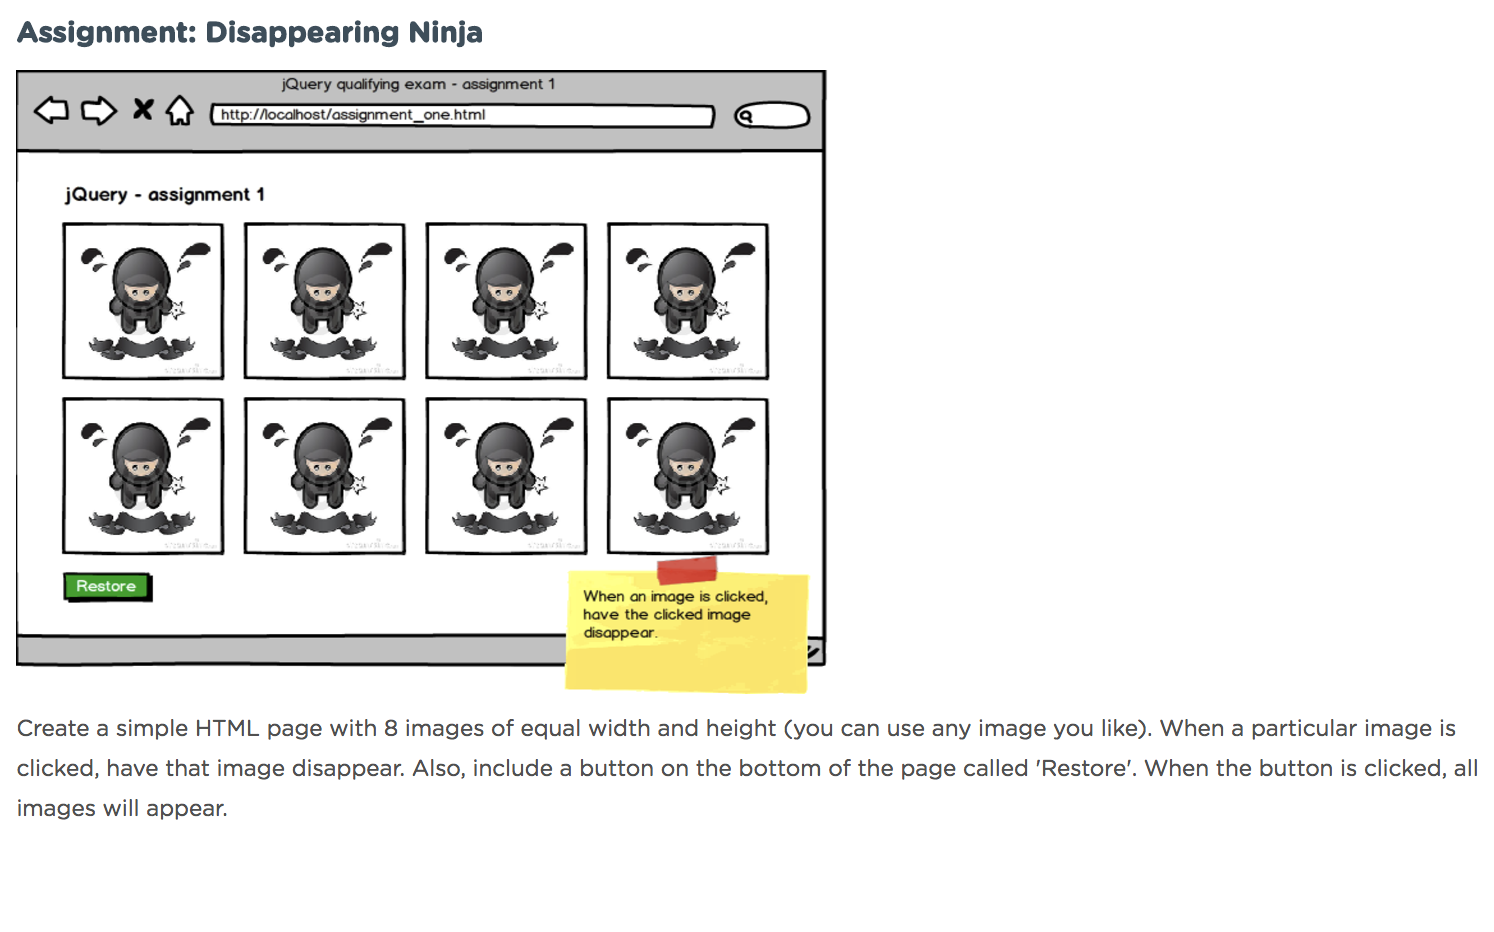 Assignment: Disappearing Ninja
jQuery qualifying exam - assignment 1
http://localhost/assignment_one.html
jQuery - assignment 1
Restore
When an image is clicked,
have the clicked image
disappear.
Create a simple HTML page with 8 images of equal width and height (you can use any image you like). When a particular image is
clicked, have that image disappear. Also, include a button on the bottom of the page called 'Restore'. When the button is clicked, all
images will appear.